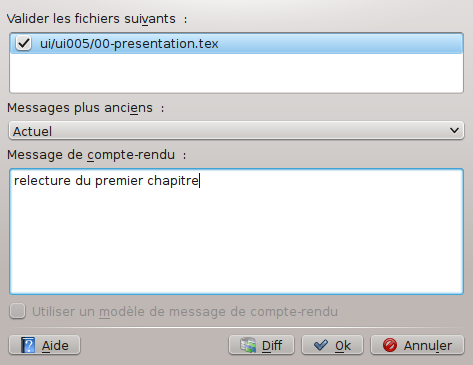 Valider les fichiers suivants :
ui/ui005/00-presentation.tex
Messages plus anciens :
Actuel
Message de compte-rendu :
relecture du premier chapitre
Utiliser un modèle de message de compte-rendu
Aide
Diff
Ok
Annuler